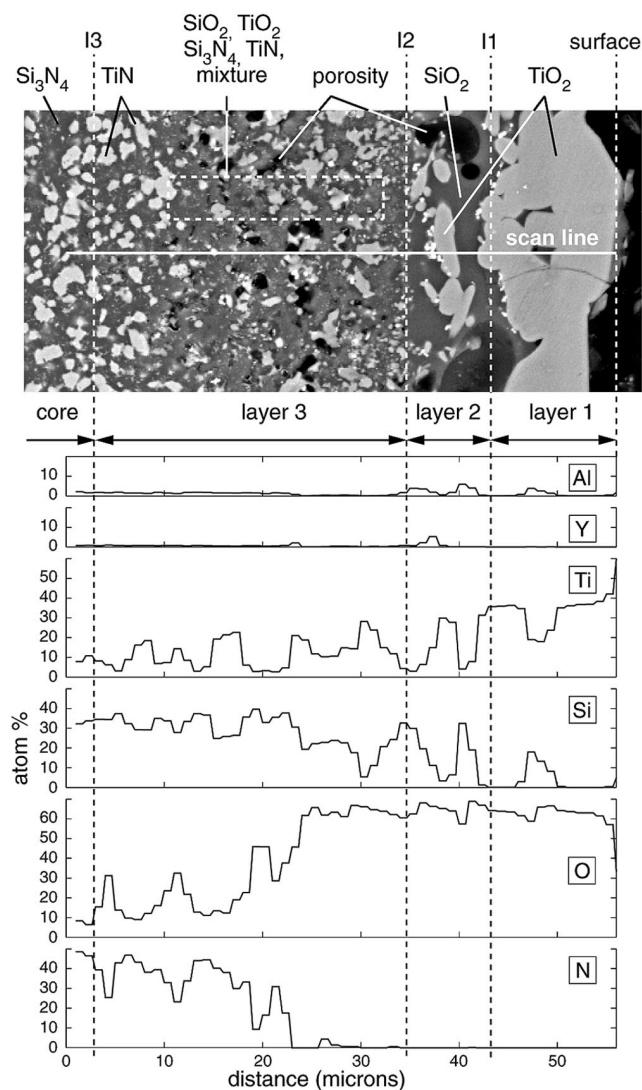 I3
SiO₂, TiO₂
Si₃N₄, TiN,
mixture
I2
I1
surface
Si₃N₄
TiN
porosity
SiO₂
TiO₂
scan line
core
layer 3
layer 2
layer 1
10
0
Al
10
0
Y
60
50
40
30
20
10
0
Ti
40
30
20
10
0
Si
atom %
60
50
40
30
20
10
0
O
40
30
20
10
0
N
0 10 20 30 40 50
distance (microns)